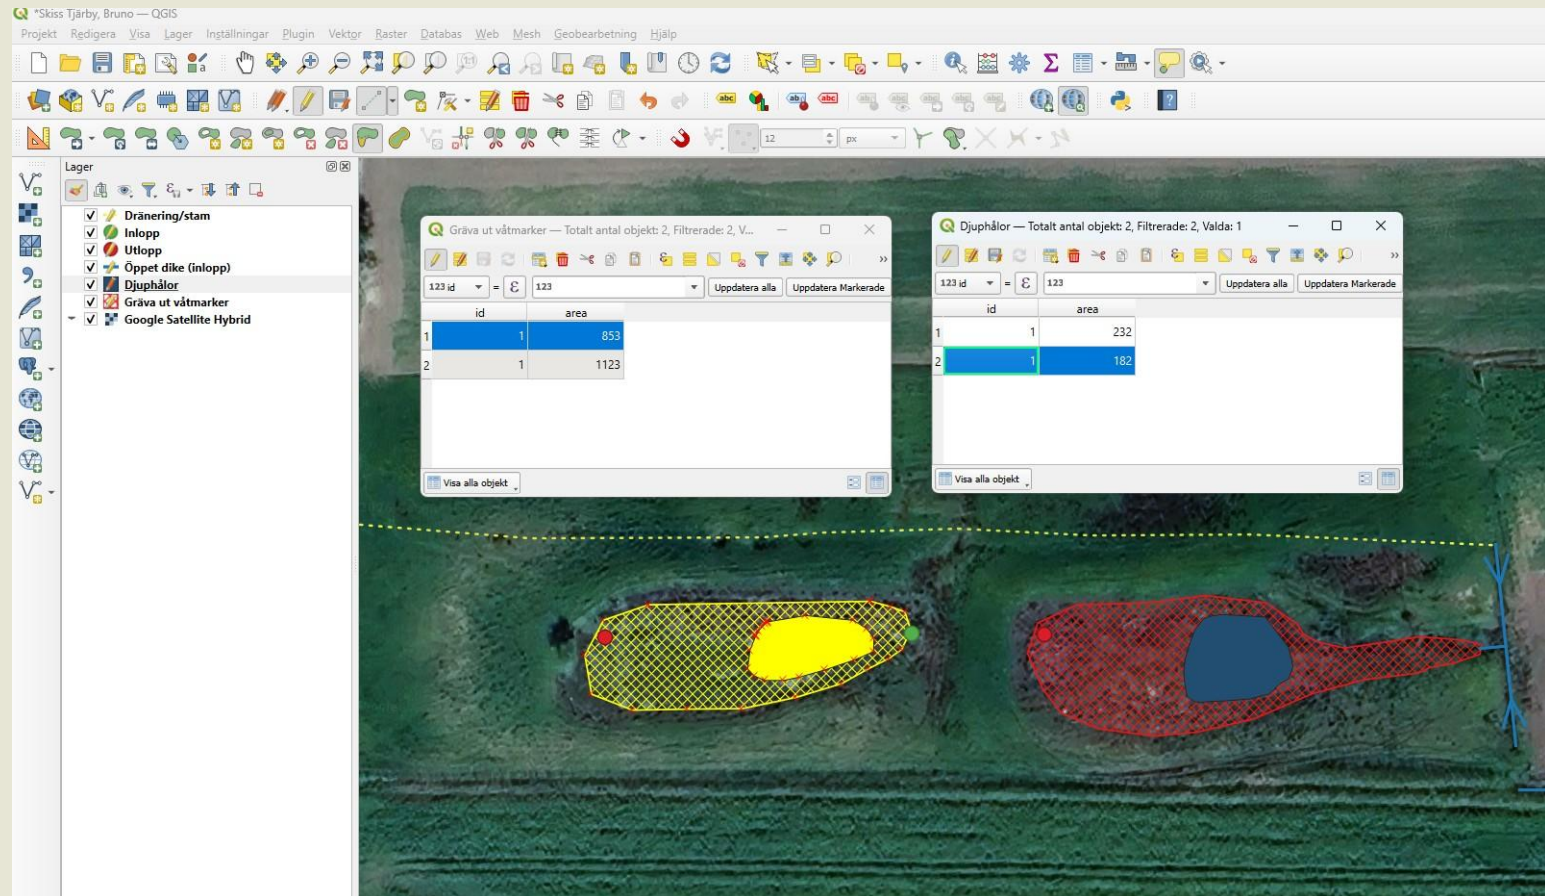 *Skiss Tjärby, Bruno — QGIS
Projekt Redigera Visa Lager Inställningar Plugin Vektor Raster Databas Web Mesh Geobearbetning Hjälp
abc abc abc
12 px
Lager
Dränering/stam
Inlopp
Utlopp
Öppet dike (inlopp)
Djuphålor
Gräva ut våtmarker
Google Satellite Hybrid
Gräva ut våtmarker — Totalt antal objekt: 2, Filtrerade: 2, V...
123 id = ε 123 Uppdatera alla Uppdatera Markerade
id area
1 1 853
2 1 1123
Visa alla objekt
Djuphålor — Totalt antal objekt: 2, Filtrerade: 2, Valda: 1
123 id = ε 123 Uppdatera alla Uppdatera Markerade
id area
1 1 232
2 1 182
Visa alla objekt